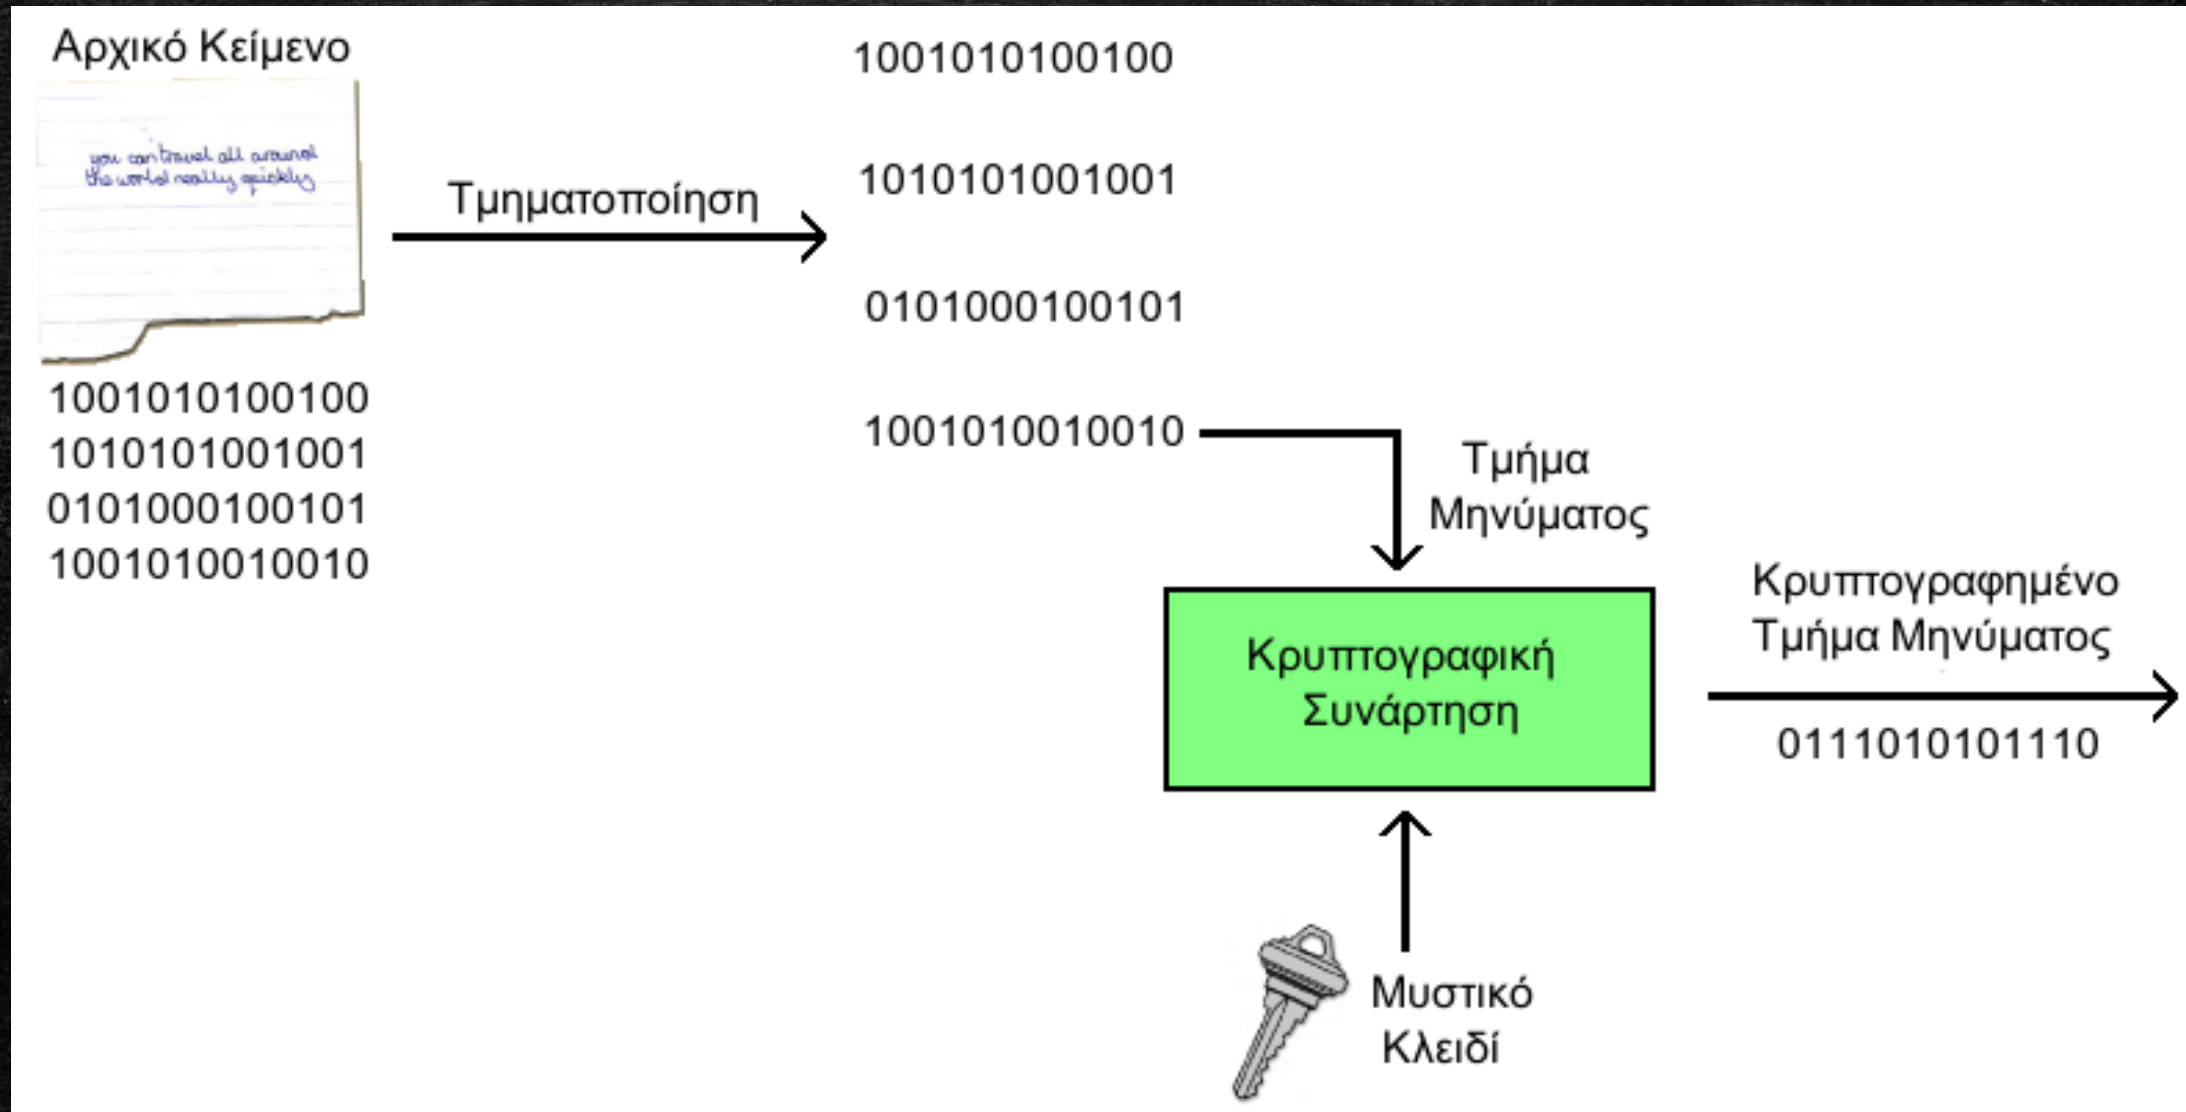 Αρχικό Κείμενο
you can travel all around
the world really quickly
1001010100100
1010101001001
0101000100101
1001010010010
Τμηματοποίηση
1001010100100
1010101001001
0101000100101
1001010010010
Τμήμα
Μηνύματος
Κρυπτογραφική
Συνάρτηση
Μυστικό
Κλειδί
Κρυπτογραφημένο
Τμήμα Μηνύματος
0111010101110